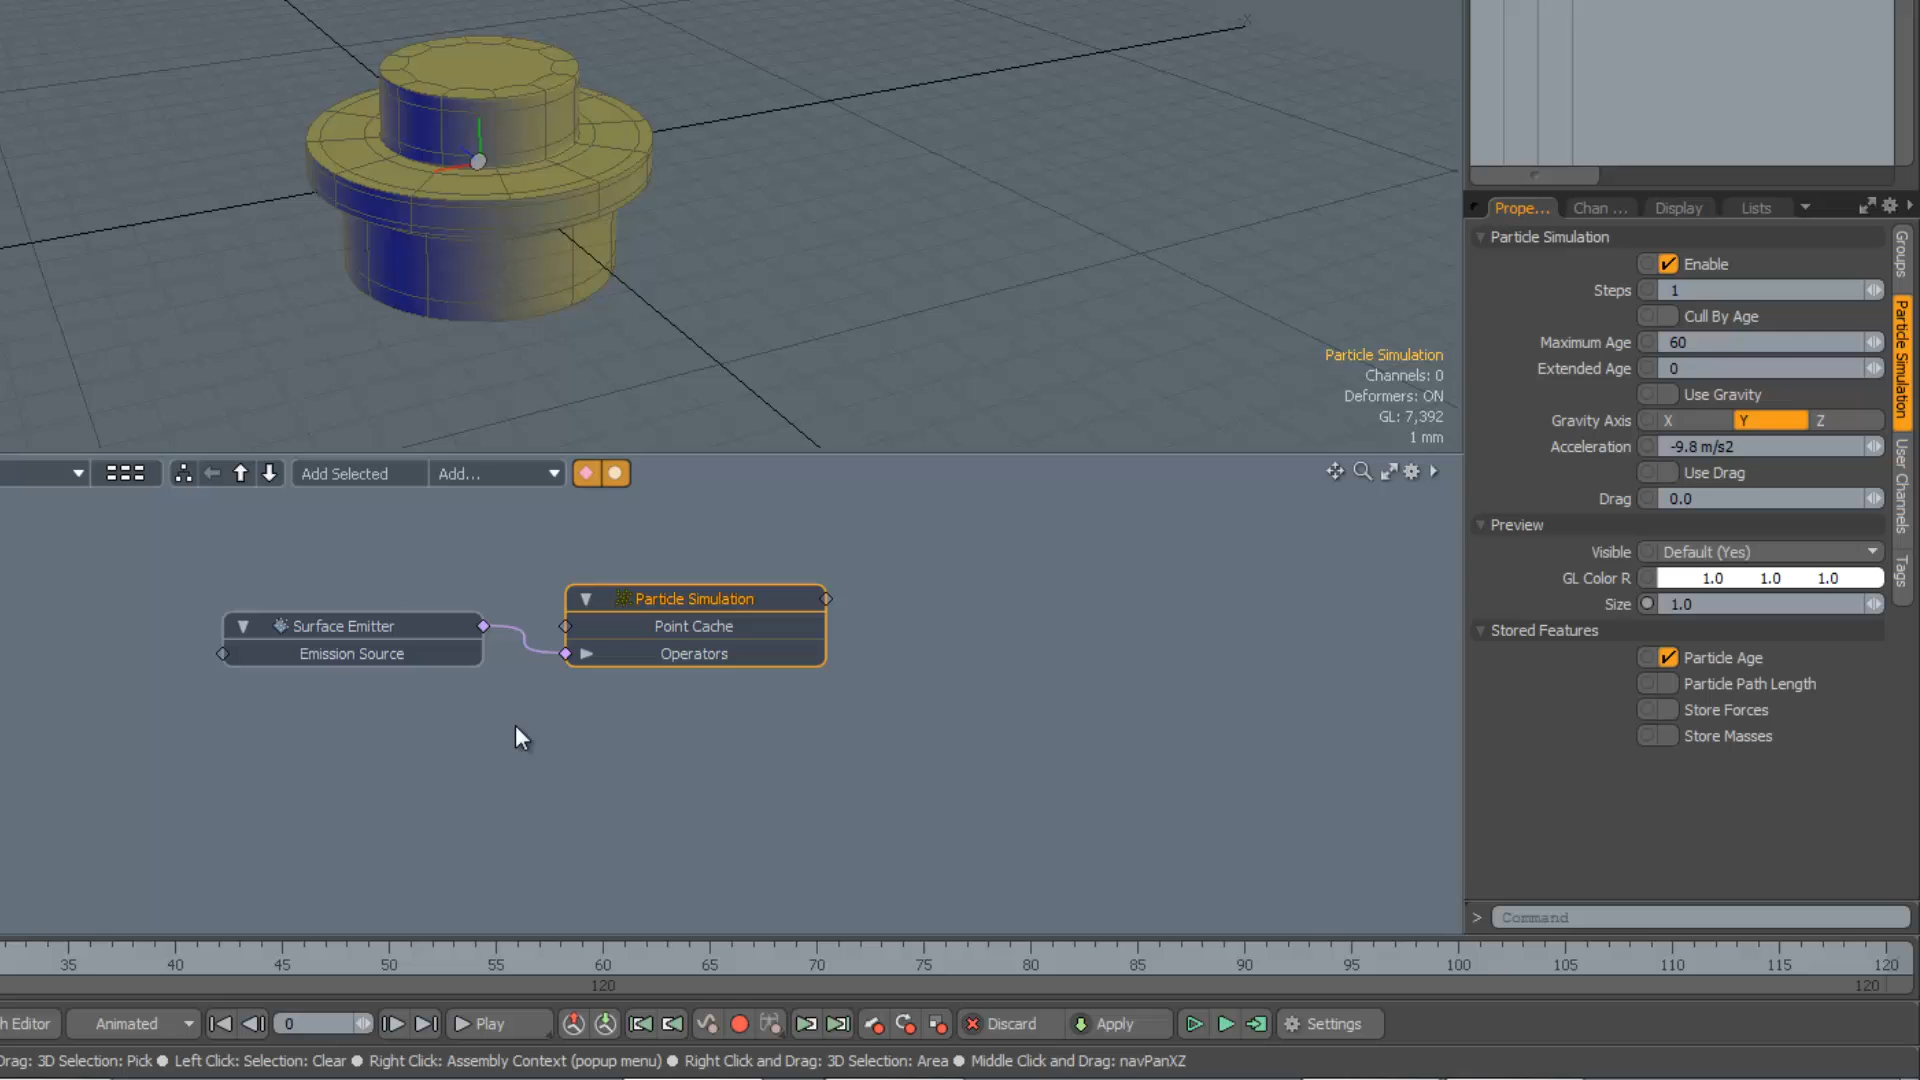 X
Prope... Chan ... Display Lists
Particle Simulation
Enable
Steps 1
Cull By Age
Maximum Age 60
Extended Age 0
Use Gravity
Gravity Axis X Y Z
Acceleration -9.8 m/s2
Use Drag
Drag 0.0
Preview
Visible Default (Yes)
GL Color R 1.0 1.0 1.0
Size 1.0
Stored Features
Particle Age
Particle Path Length
Store Forces
Store Masses
Groups
Particle Simulation
User Channels
Tags
Particle Simulation
Channels: 0
Deformers: ON
GL: 7,392
1 mm
Add Selected Add...
Particle Simulation
Point Cache
Operators
Surface Emitter
Emission Source
> Command
35 40 45 50 55 60 65 70 75 80 85 90 95 100 105 110 115 120
120 120
h Editor Animated 0 Play Discard Apply Settings
Drag: 3D Selection: Pick ● Left Click: Selection: Clear ● Right Click: Assembly Context (popup menu) ● Right Click and Drag: 3D Selection: Area ● Middle Click and Drag: navPanXZ